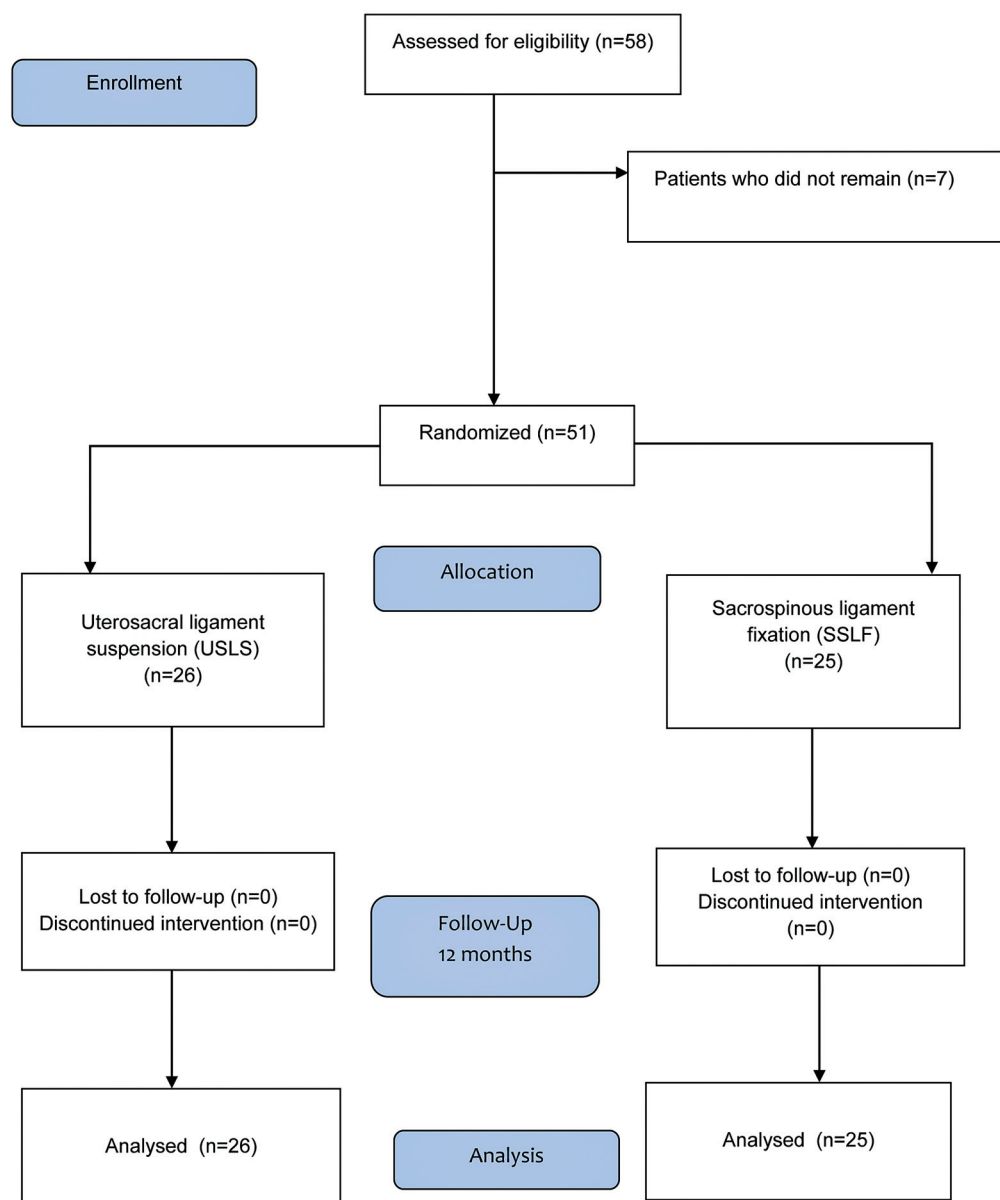 Assessed for eligibility (n=58)
Enrollment
Patients who did not remain (n=7)
Randomized (n=51)
Allocation
Uterosacral ligament
suspension (USLS)
(n=26)
Sacrospinous ligament
fixation (SSLF)
(n=25)
Lost to follow-up (n=0)
Discontinued intervention (n=0)
Follow-Up
12 months
Lost to follow-up (n=0)
Discontinued intervention
(n=0)
Analysed (n=26)
Analysis
Analysed (n=25)